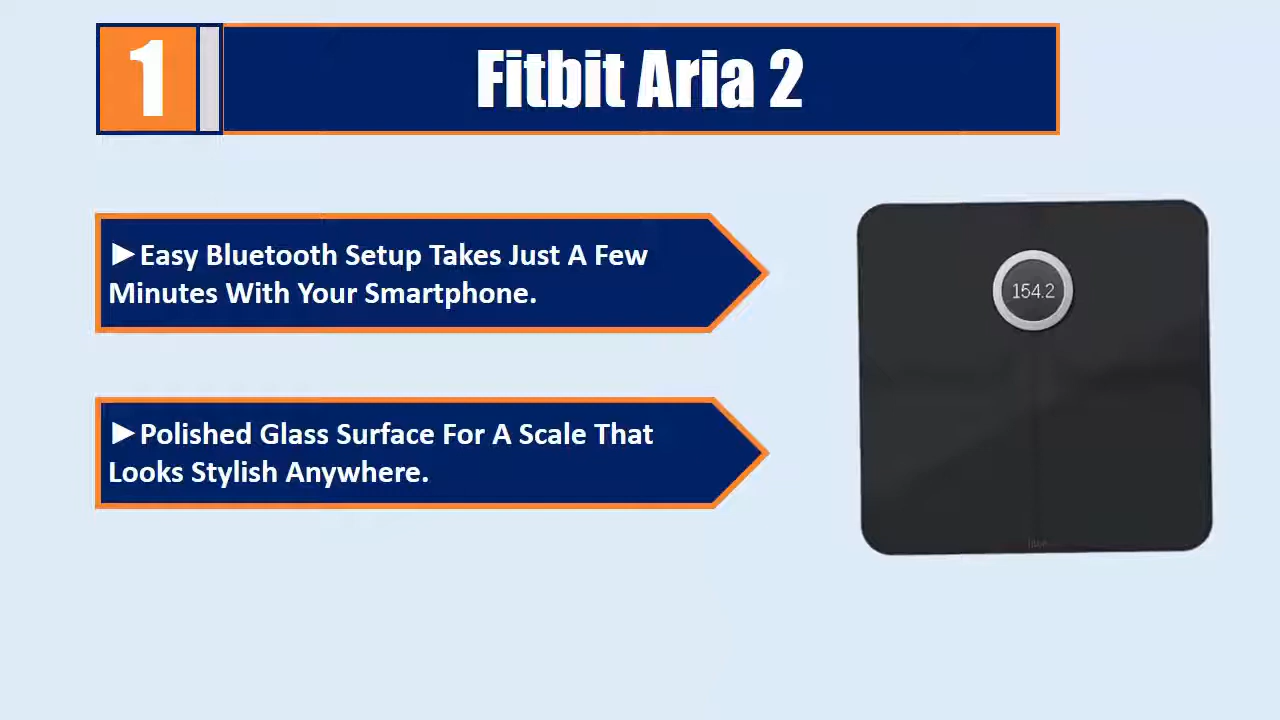 1
Fitbit Aria 2
►Easy Bluetooth Setup Takes Just A Few
Minutes With Your Smartphone.
154.2
►Polished Glass Surface For A Scale That
Looks Stylish Anywhere.